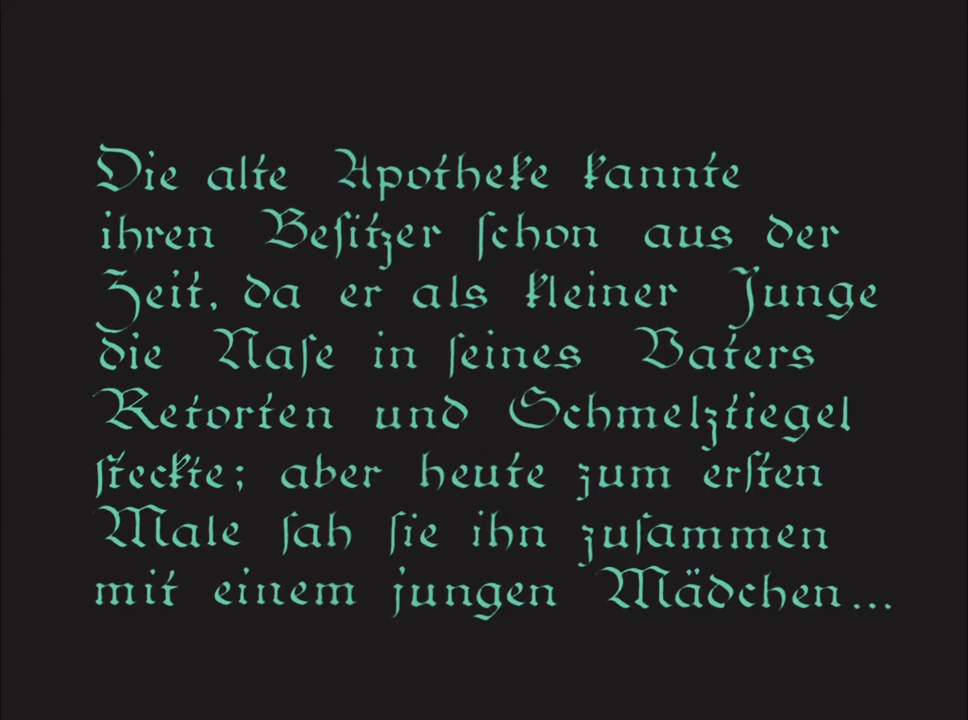 Die alte Apotheke kannte
ihren Beſitzer ſchon aus der
Zeit, da er als kleiner Junge
die Naſe in ſeines Vaters
Retorten und Schmelztiegel
ſteckte; aber heute zum erſten
Male ſah ſie ihn zuſammen
mit einem jungen Mädchen...